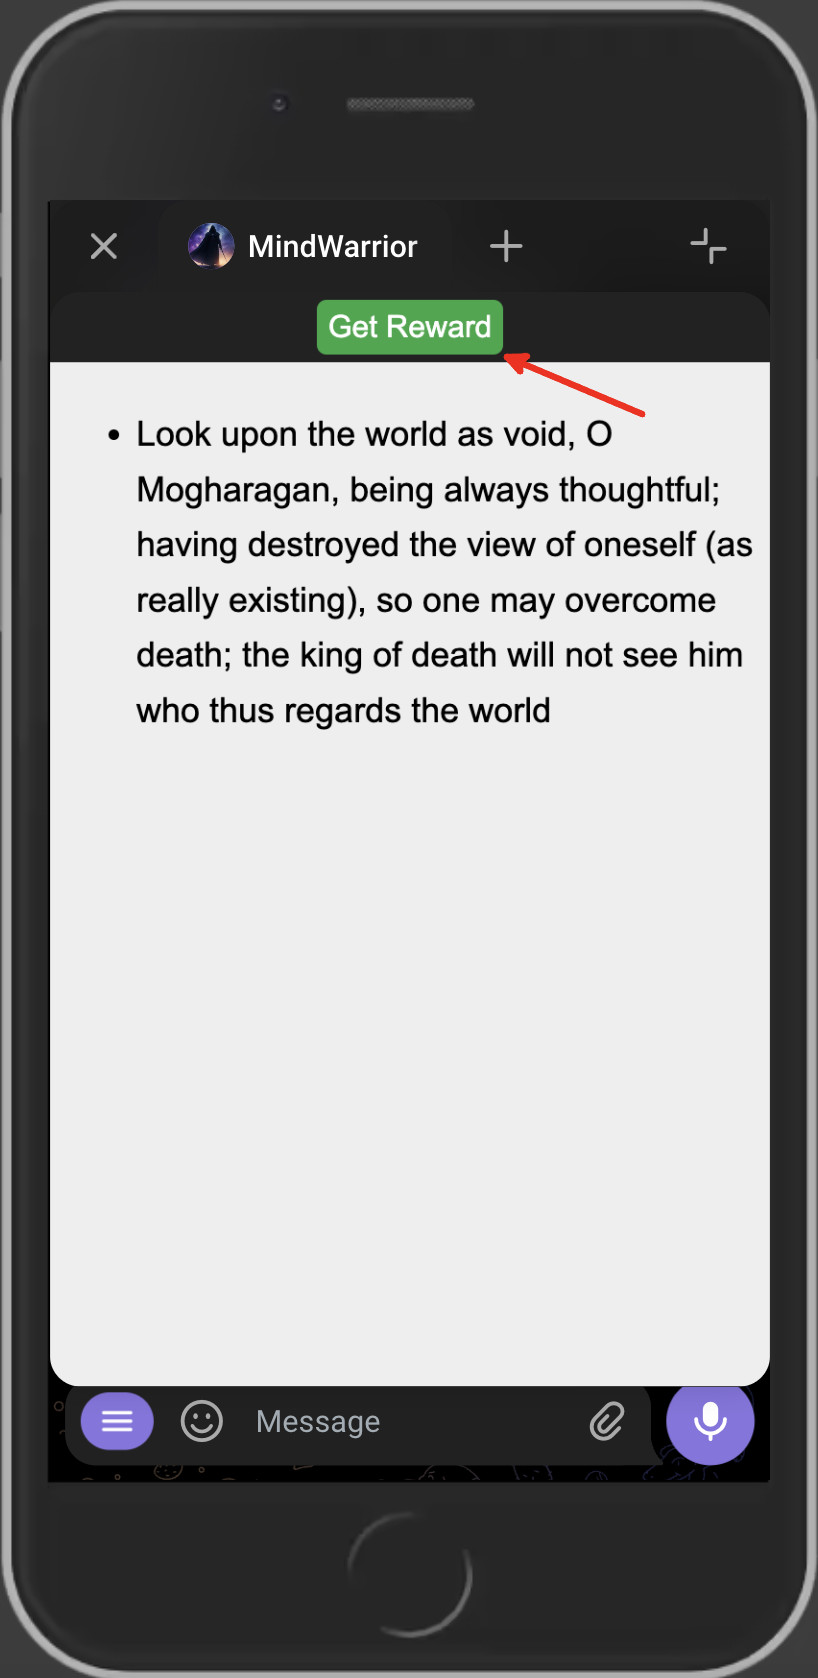 MindWarrior
Get Reward
• Look upon the world as void, O
Mogharagan, being always thoughtful;
having destroyed the view of oneself (as
really existing), so one may overcome
death; the king of death will not see him
who thus regards the world
Message